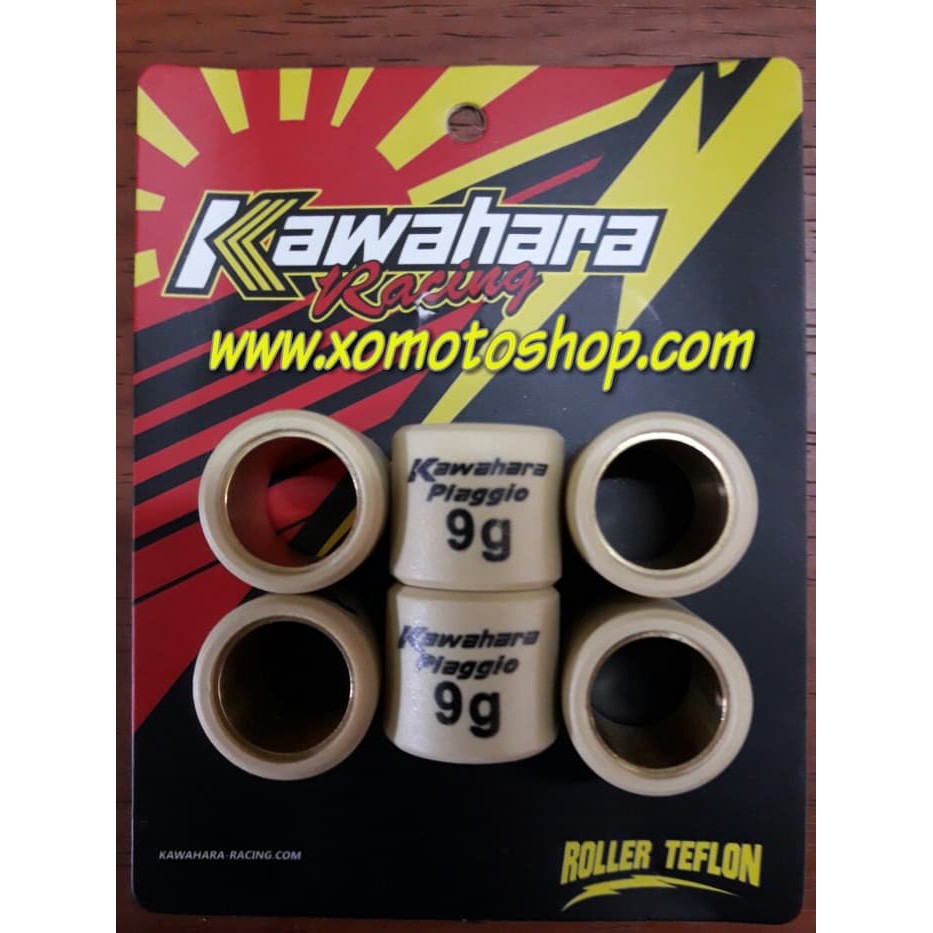 Kawahara
Racing
www.xomotoshop.com
Kawahara
Piaggio
9g
Kawahara
Piaggio
9g
KAWAHARA-RACING.COM
ROLLER TEFLON